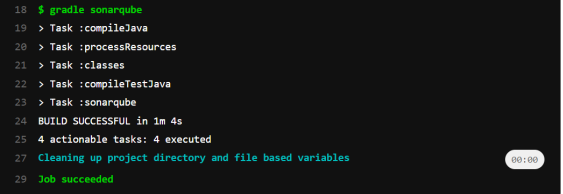 18 $ gradle sonarqube
19 > Task :compileJava
20 > Task :processResources
21 > Task :classes
22 > Task :compileTestJava
23 > Task :sonarqube
24 BUILD SUCCESSFUL in 1m 4s
25 4 actionable tasks: 4 executed
27 Cleaning up project directory and file based variables 00:00
29 Job succeeded